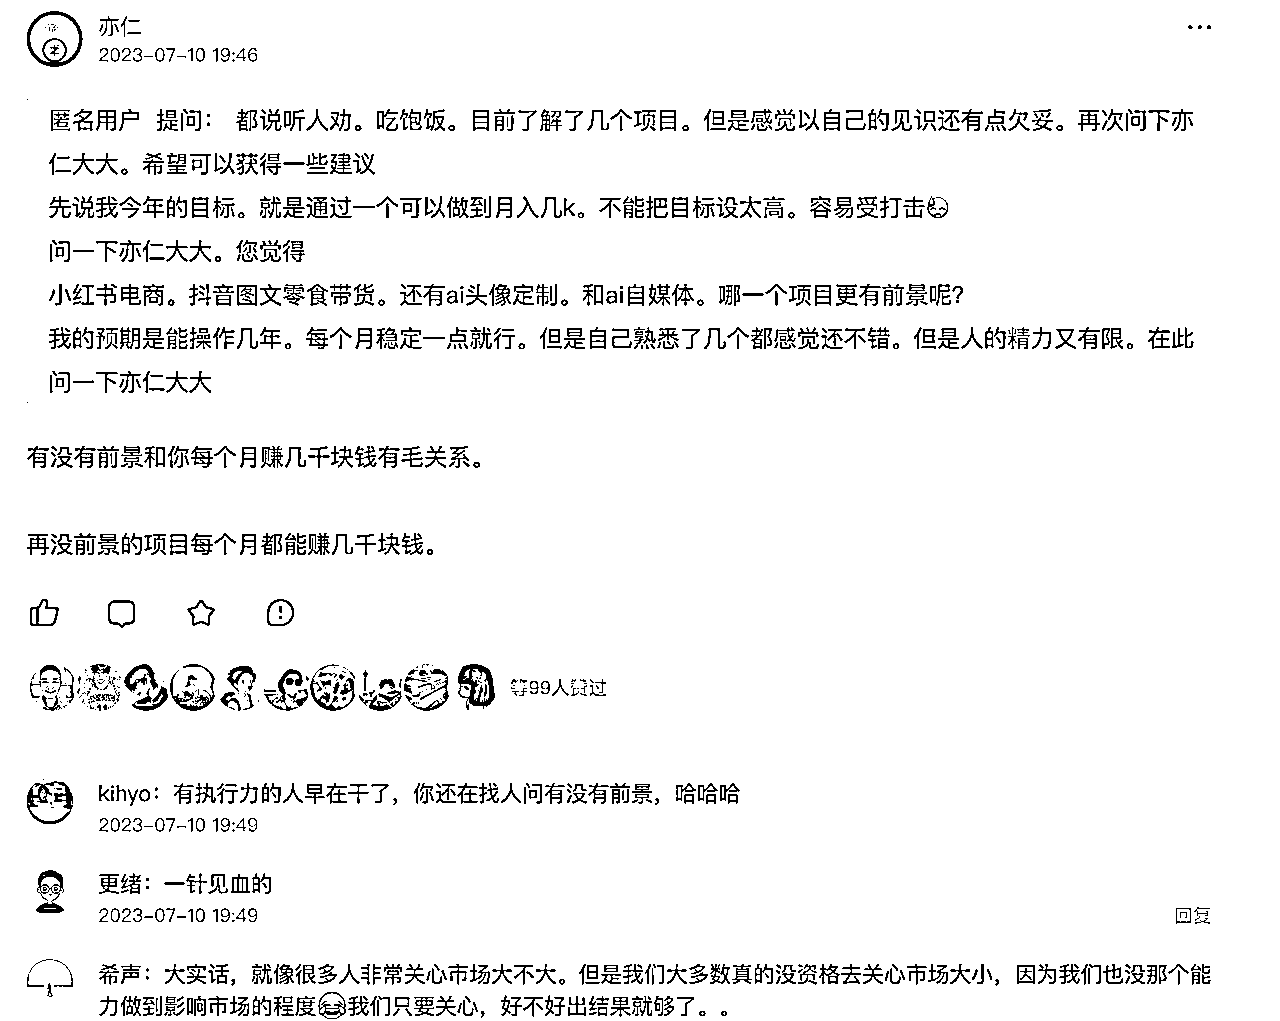 亦仁
2023-07-10 19:46
匿名用户 提问： 都说听人劝。吃饱饭。目前了解了几个项目。但是感觉以自己的见识还有点欠妥。再次问下亦
仁大大。希望可以获得一些建议
先说我今年的目标。就是通过一个可以做到月入几k。不能把目标设太高。容易受打击
问一下亦仁大大。您觉得
小红书电商。抖音图文零食带货。还有ai头像定制。和ai自媒体。哪一个项目更有前景呢?
我的预期是能操作几年。每个月稳定一点就行。但是自己熟悉了几个都感觉还不错。但是人的精力又有限。在此
问一下亦仁大大
有没有前景和你每个月赚几千块钱有毛关系。
再没前景的项目每个月都能赚几千块钱。
等99人赞过
kihyo：有执行力的人早在干了，你还在找人问有没有前景，哈哈哈
2023-07-10 19:49
更绪：一针见血的
2023-07-10 19:49
回复
希声：大实话，就像很多人非常关心市场大不大。但是我们大多数真的没资格去关心市场大小，因为我们也没那个能
力做到影响市场的程度😂我们只要关心，好不好出结果就够了。。